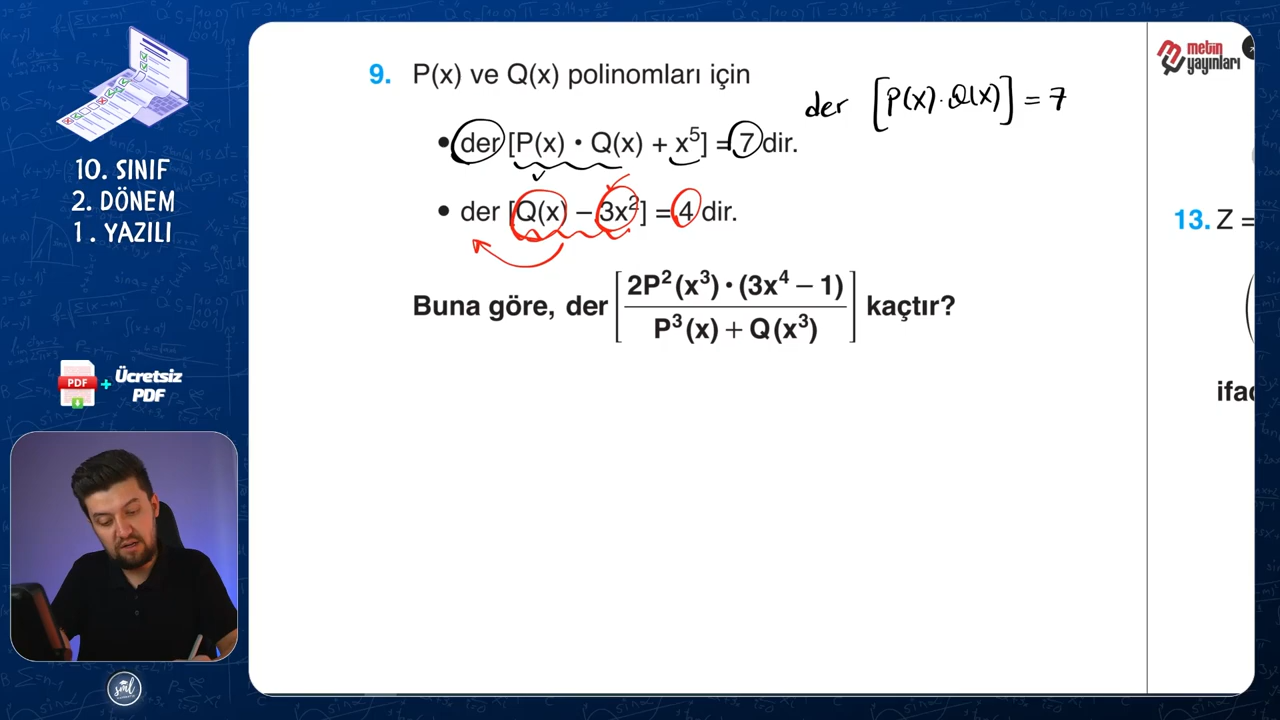 10. SINIF
2. DÖNEM
1. YAZILI
PDF + Ücretsiz PDF
sml
metin yayınları
9. P(x) ve Q(x) polinomları için
der [P(x)·Q(x)] = 7
• der [P(x) · Q(x) + x⁵] = 7 dir.
• der [Q(x) − 3x²] = 4 dir.
Buna göre, der [2P²(x³)·(3x⁴ − 1) / P³(x) + Q(x³)] kaçtır?
13. Z =